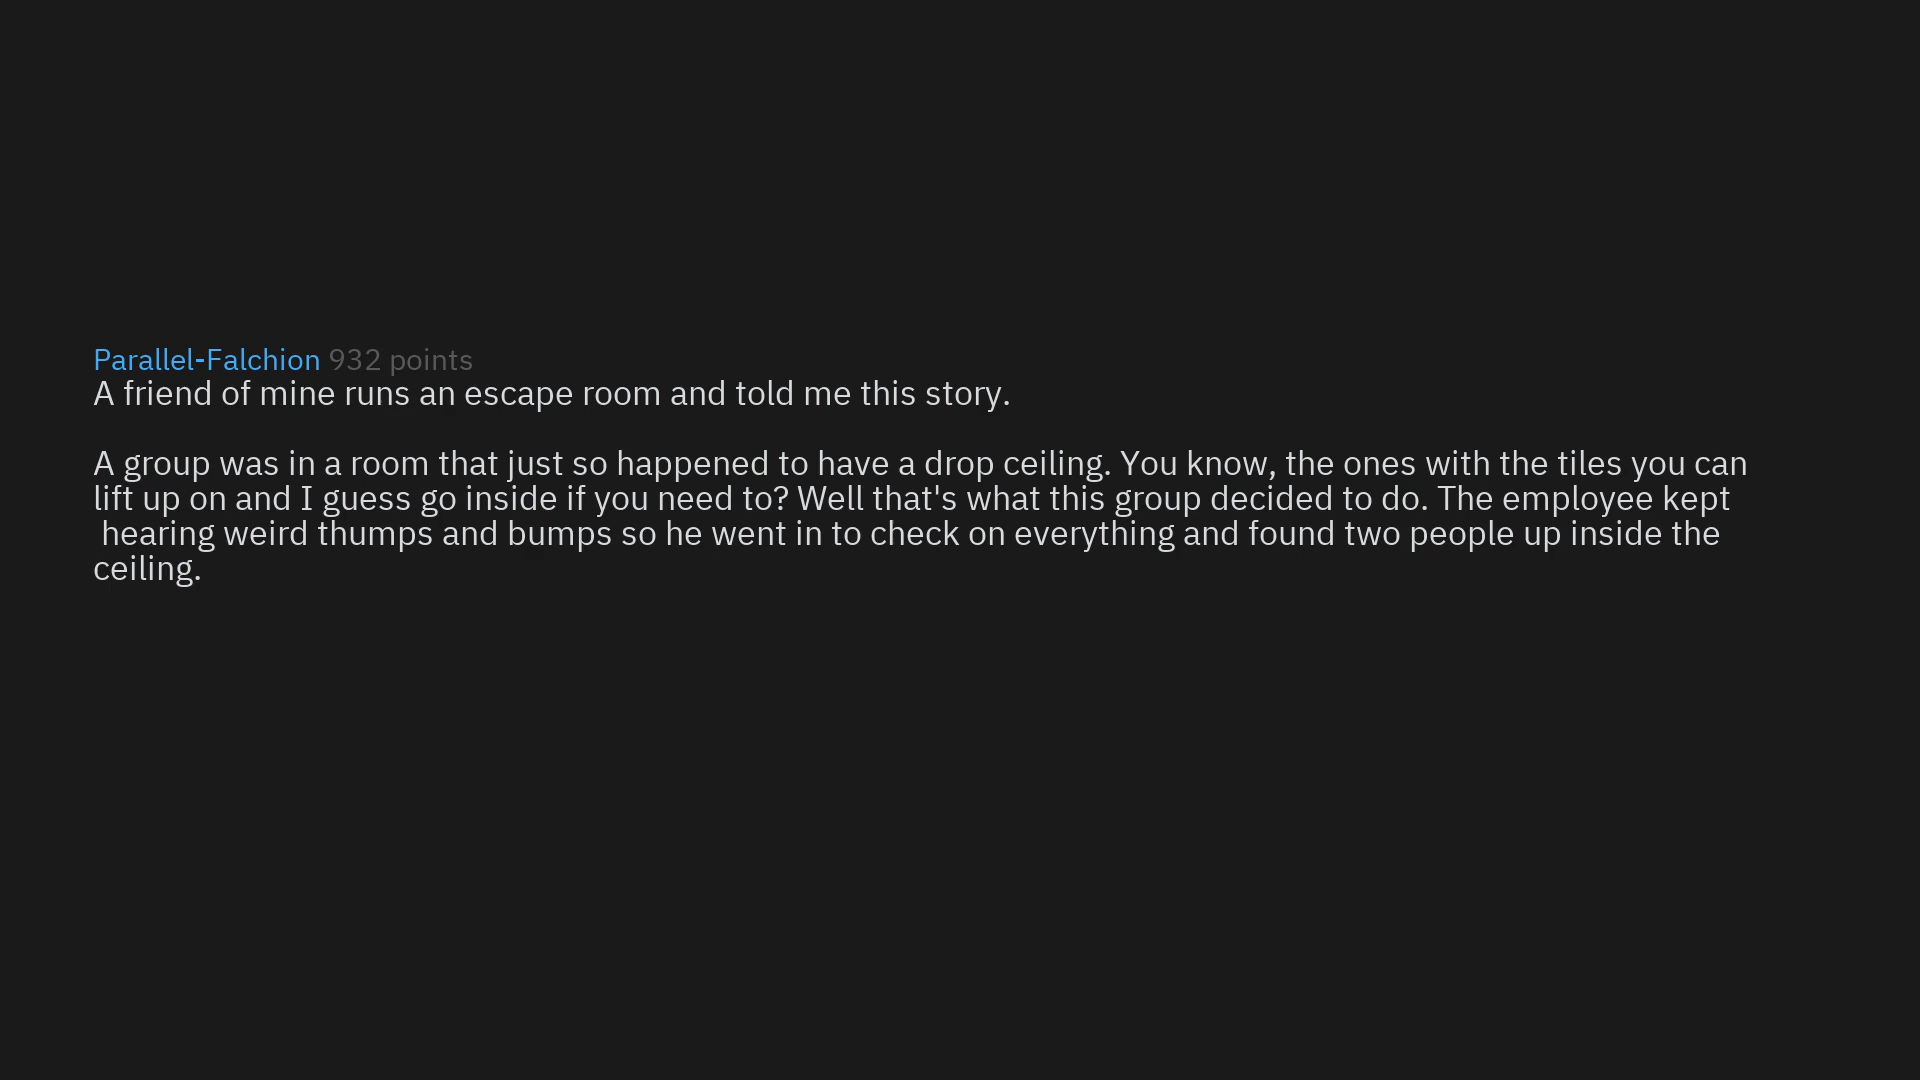 Parallel-Falchion 932 points
A friend of mine runs an escape room and told me this story.
A group was in a room that just so happened to have a drop ceiling. You know, the ones with the tiles you can
lift up on and I guess go inside if you need to? Well that's what this group decided to do. The employee kept
hearing weird thumps and bumps so he went in to check on everything and found two people up inside the
ceiling.